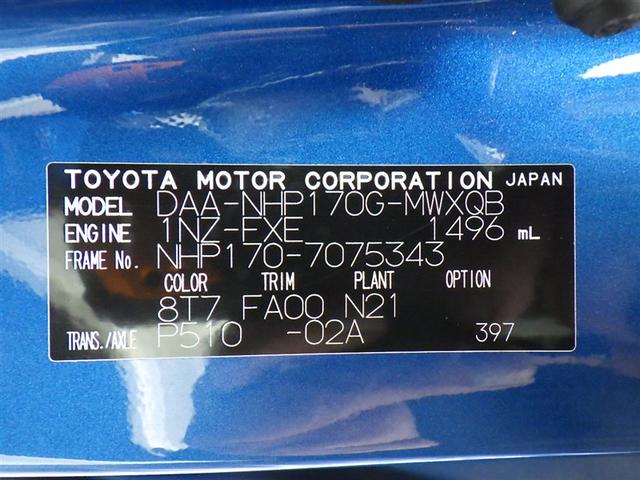 TOYOTA MOTOR CORPORATION JAPAN
MODEL DAA-NHP170G-MWXQB
ENGINE 1NZ-FXE 1496 mL
FRAME No. NHP170-7075343
COLOR TRIM PLANT OPTION
8T7 FA00 N21
TRANS./AXLE P510 -02A 397